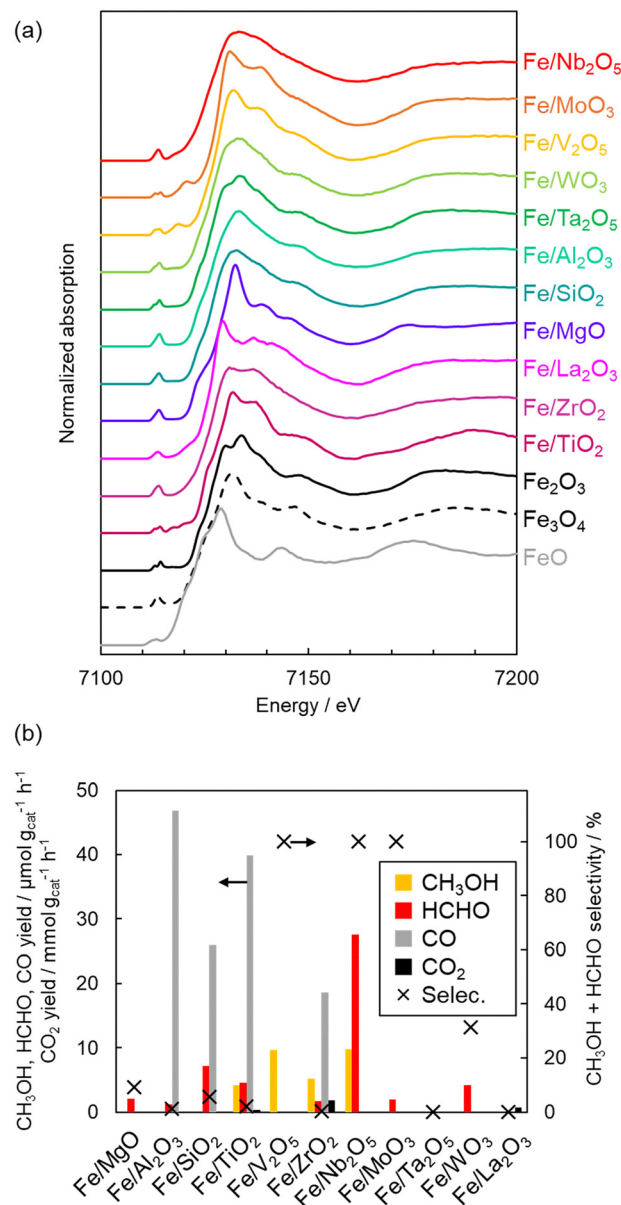 (a)
Normalized absorption
Fe/Nb₂O₅
Fe/MoO₃
Fe/V₂O₅
Fe/WO₃
Fe/Ta₂O₅
Fe/Al₂O₃
Fe/SiO₂
Fe/MgO
Fe/La₂O₃
Fe/ZrO₂
Fe/TiO₂
Fe₂O₃
Fe₃O₄
FeO
7100 7150 7200
Energy / eV
(b)
CH₃OH, HCHO, CO yield / μmol g_cat⁻¹ h⁻¹
CO₂ yield / mmol g_cat⁻¹ h⁻¹
50
40
30
20
10
0
CH₃OH
HCHO
CO
CO₂
× Selec.
100
80
60
40
20
0
CH₃OH + HCHO selectivity / %
Fe/MgO
Fe/Al₂O₃
Fe/SiO₂
Fe/TiO₂
Fe/V₂O₅
Fe/ZrO₂
Fe/Nb₂O₅
Fe/MoO₃
Fe/Ta₂O₅
Fe/WO₃
Fe/La₂O₃